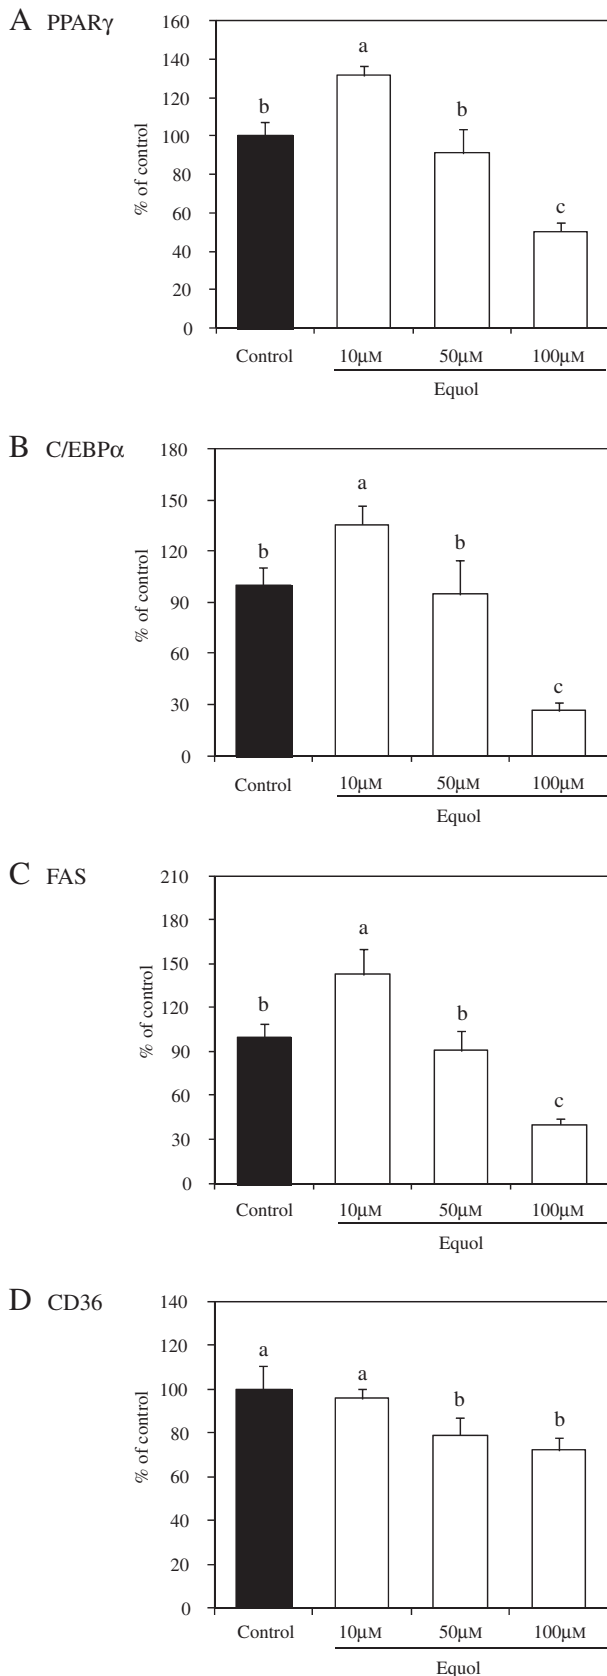 A PPARγ
% of control
160
140
120
100
80
60
40
20
0
b
a
b
c
Control 10μM 50μM 100μM
Equol
B C/EBPα
% of control
180
150
120
90
60
30
0
b
a
b
c
Control 10μM 50μM 100μM
Equol
C FAS
% of control
210
180
150
120
90
60
30
0
b
a
b
c
Control 10μM 50μM 100μM
Equol
D CD36
% of control
140
120
100
80
60
40
20
0
a
a
b
b
Control 10μM 50μM 100μM
Equol